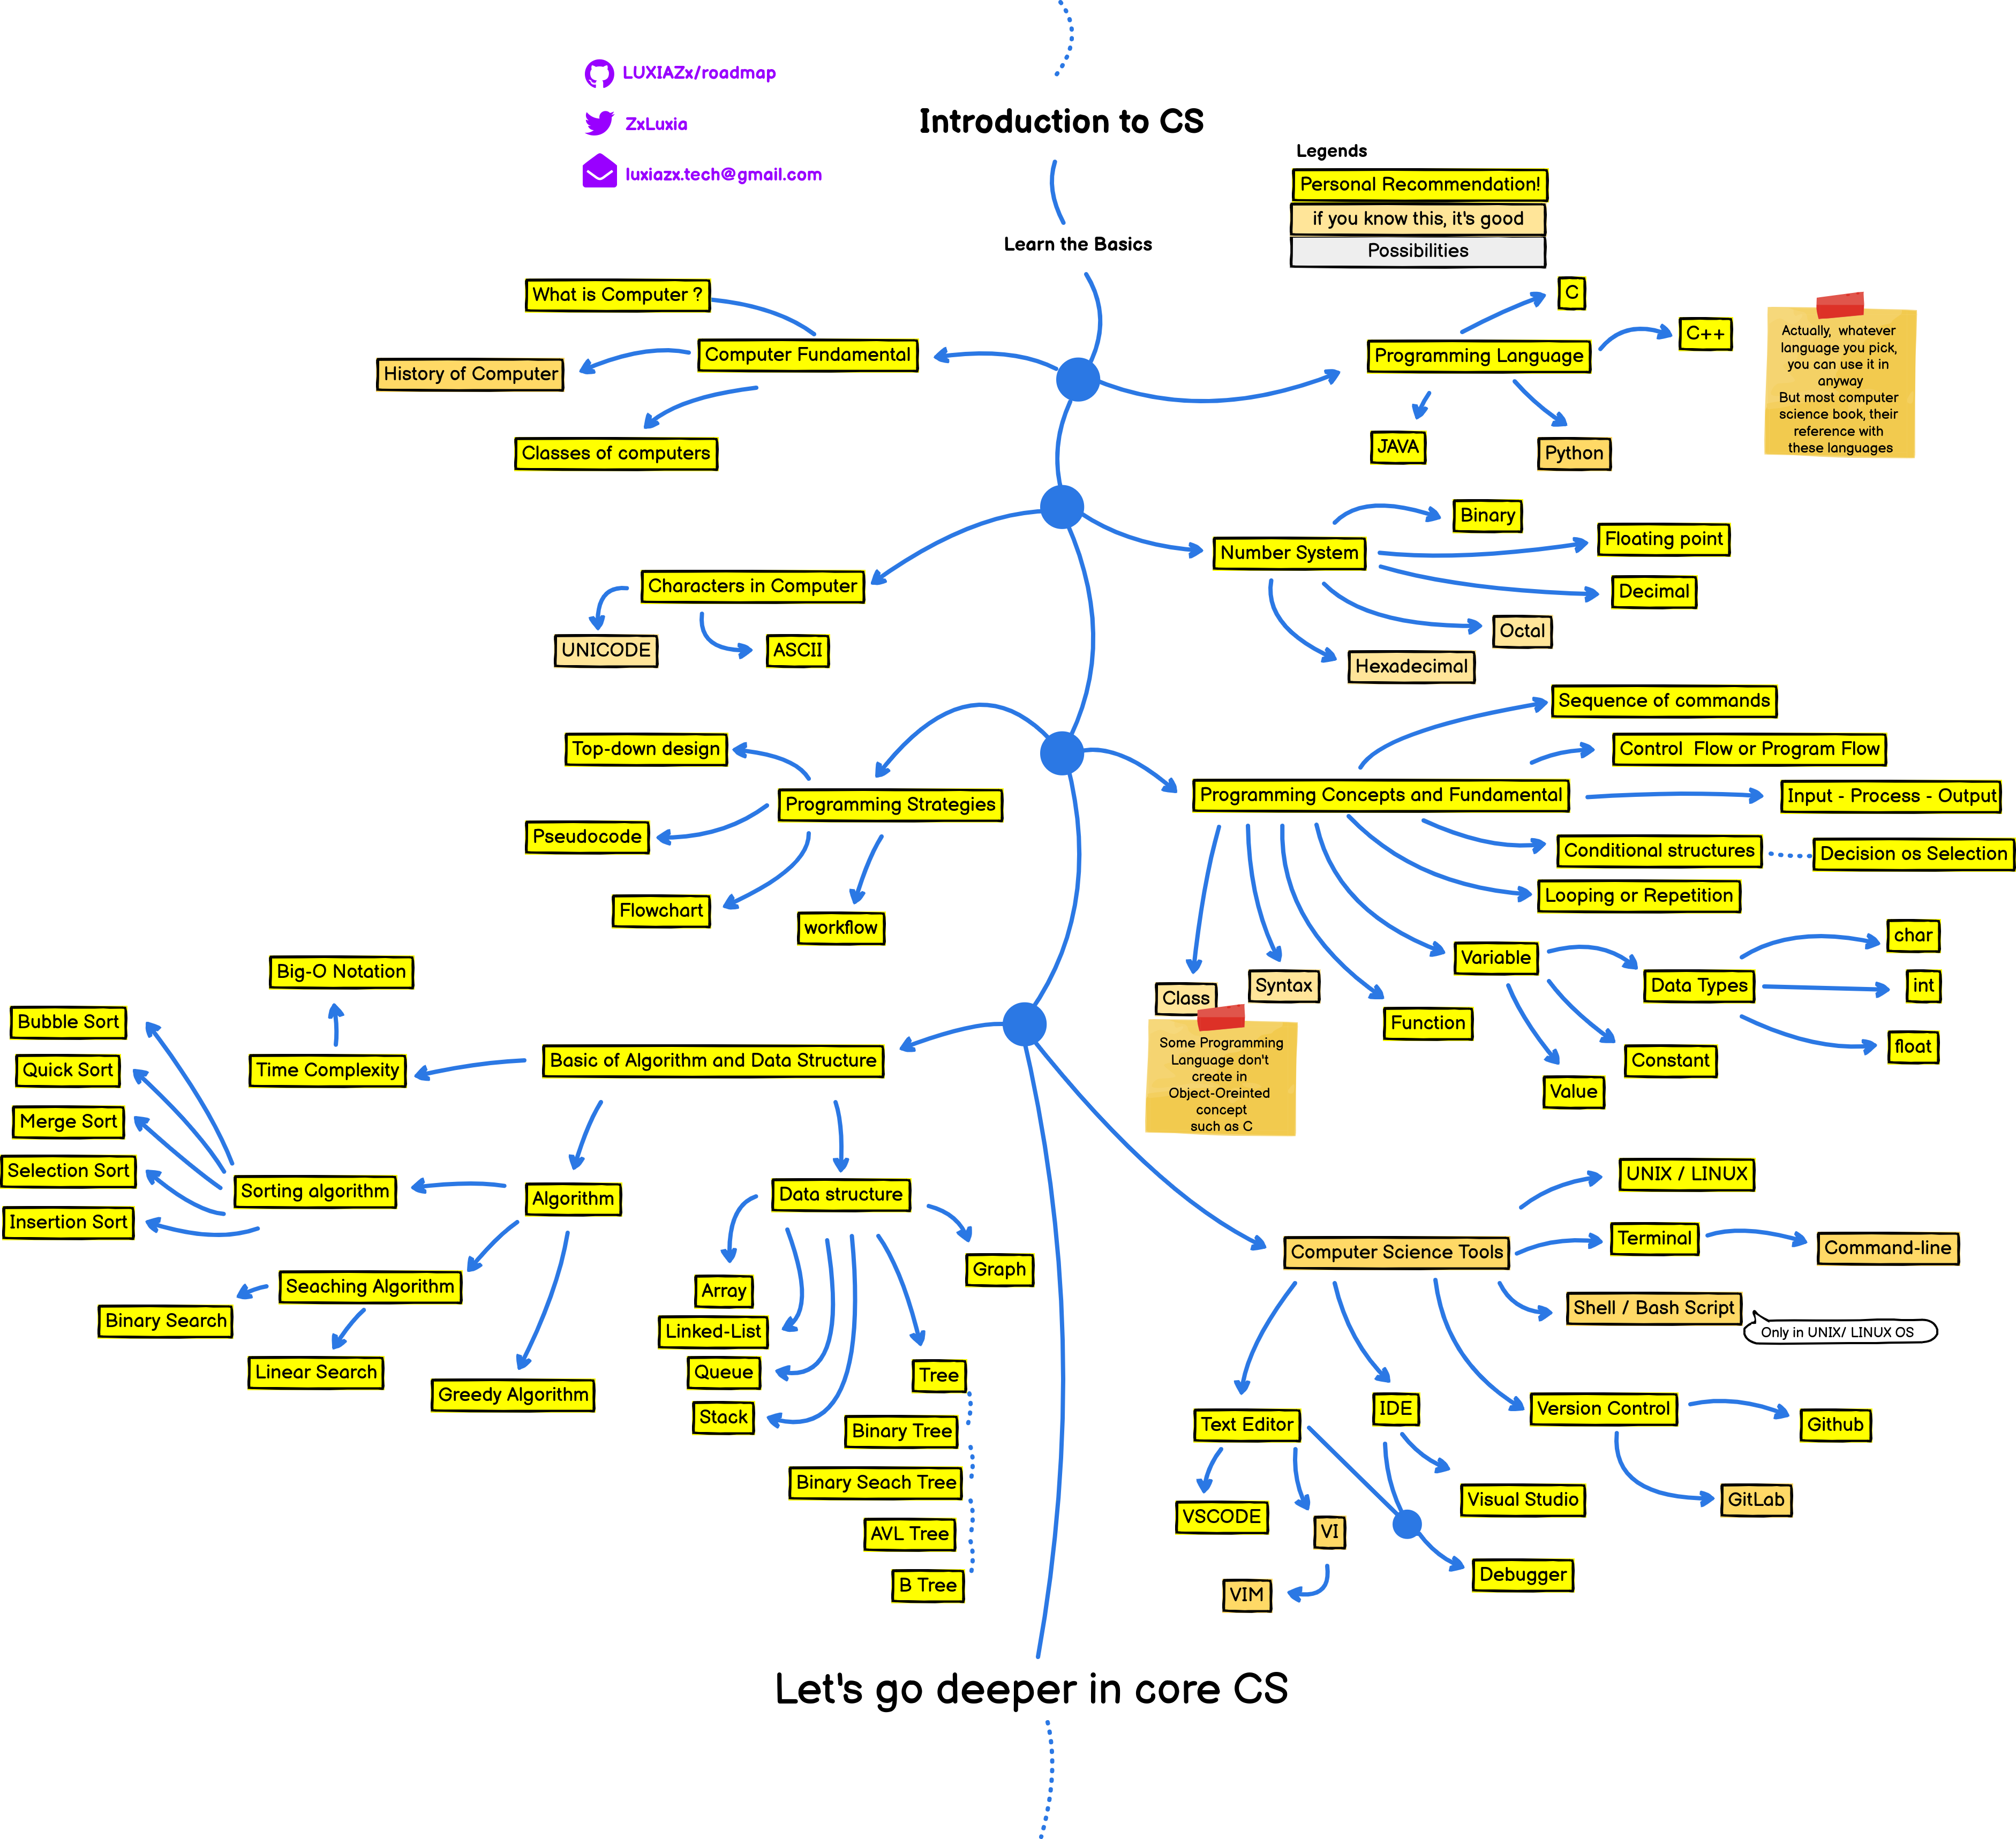 LUXIAZx/roadmap
ZxLuxia
luxiazx.tech@gmail.com
Introduction to CS
Legends
Personal Recommendation!
if you know this, it's good
Possibilities
Learn the Basics
What is Computer ?
Computer Fundamental
History of Computer
Classes of computers
Programming Language
C
C++
JAVA
Python
Actually, whatever
language you pick,
you can use it in
anyway
But most computer
science book, their
reference with
these languages
Characters in Computer
UNICODE
ASCII
Number System
Binary
Floating point
Decimal
Octal
Hexadecimal
Top-down design
Programming Strategies
Pseudocode
Flowchart
workflow
Programming Concepts and Fundamental
Sequence of commands
Control  Flow or Program Flow
Input - Process - Output
Conditional structures
Decision os Selection
Looping or Repetition
Variable
Data Types
char
int
float
Constant
Value
Function
Syntax
Class
Some Programming
Language don't
create in
Object-Oreinted
concept
such as C
Basic of Algorithm and Data Structure
Big-O Notation
Time Complexity
Bubble Sort
Quick Sort
Merge Sort
Selection Sort
Insertion Sort
Sorting algorithm
Algorithm
Seaching Algorithm
Binary Search
Linear Search
Greedy Algorithm
Data structure
Array
Linked-List
Queue
Stack
Graph
Tree
Binary Tree
Binary Seach Tree
AVL Tree
B Tree
Computer Science Tools
UNIX / LINUX
Terminal
Command-line
Shell / Bash Script
Only in UNIX/ LINUX OS
Text Editor
VSCODE
VI
VIM
IDE
Visual Studio
Debugger
Version Control
Github
GitLab
Let's go deeper in core CS